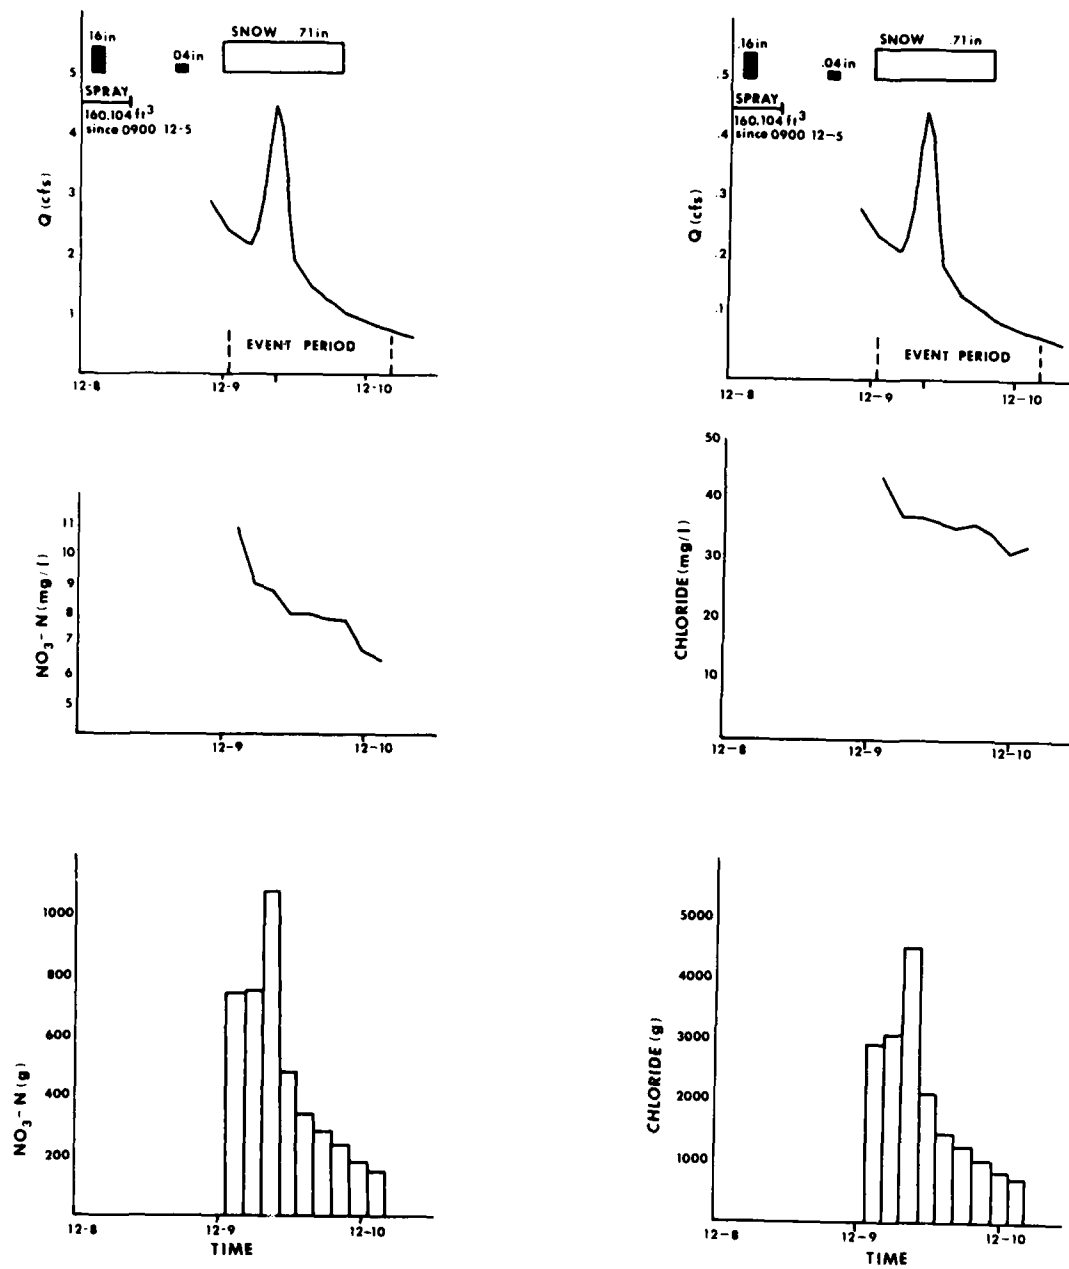 16in
04in
SNOW 71in
5
SPRAY
160.104 ft3
since 0900 12-5
4
3
2
1
Q (cfs)
EVENT PERIOD
12-8
12-9
12-10
.16in
.04in
SNOW .71in
.5
SPRAY
160.104 ft3
since 0900 12-5
.4
.3
.2
.1
Q (cfs)
EVENT PERIOD
12-8
12-9
12-10
11
10
9
8
7
6
5
NO3-N (mg/l)
12-9
12-10
50
40
30
20
10
CHLORIDE (mg/l)
12-8
12-9
12-10
1000
800
600
400
200
NO3-N (g)
12-8
12-9
12-10
TIME
5000
4000
3000
2000
1000
CHLORIDE (g)
12-8
12-9
12-10
TIME